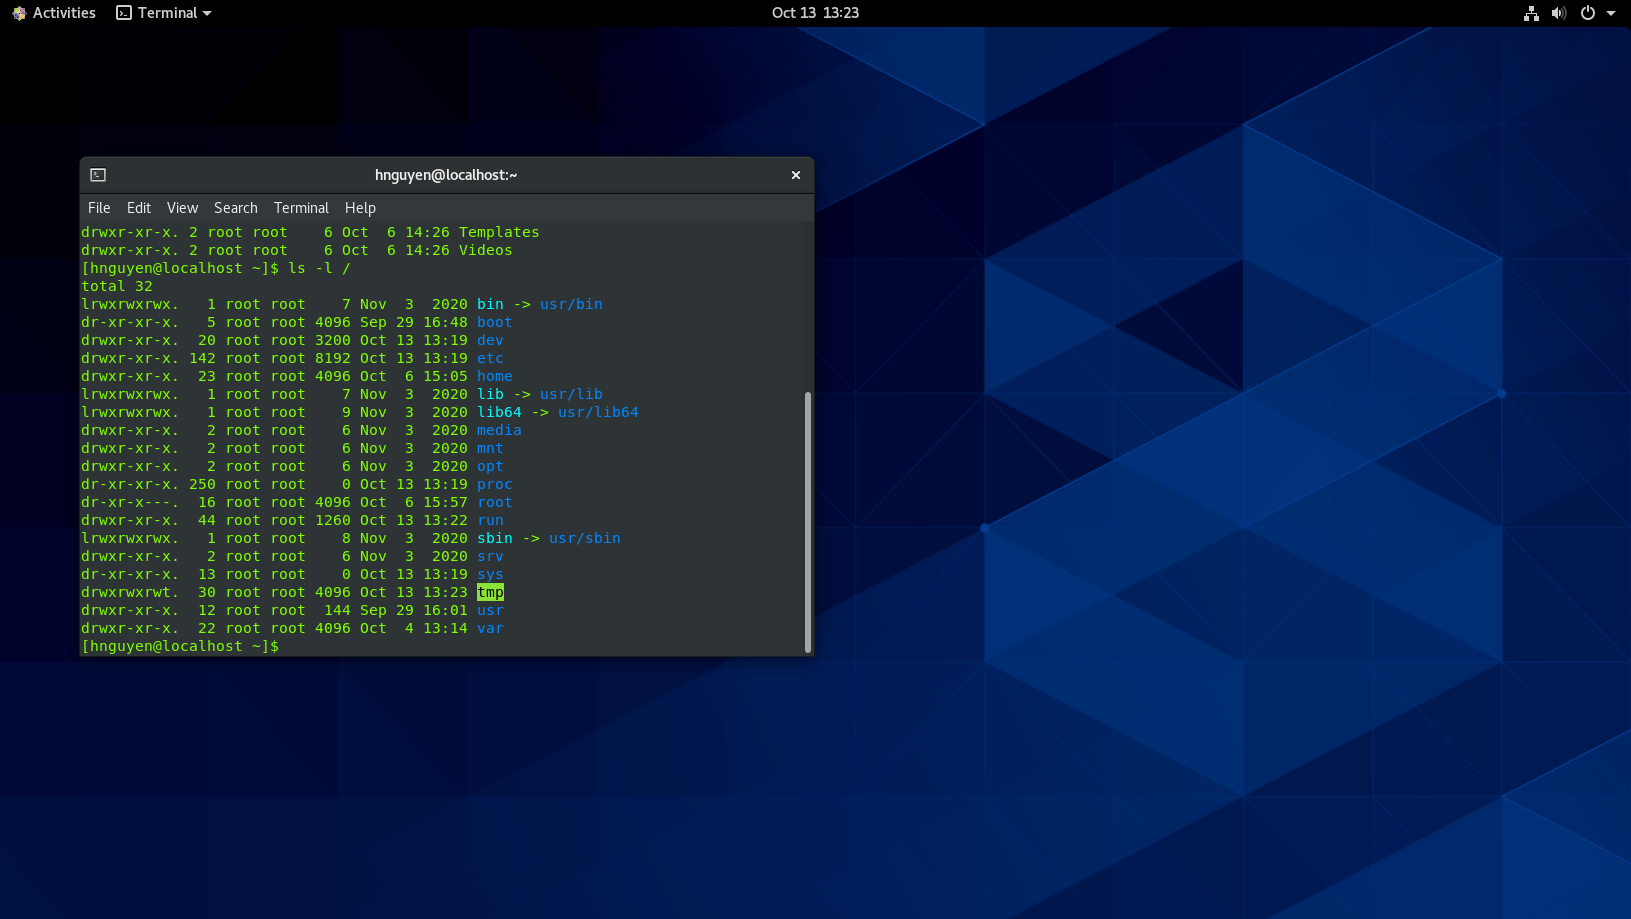 Activities Terminal Oct 13 13:23
hnguyen@localhost:~
File Edit View Search Terminal Help
drwxr-xr-x. 2 root root    6 Oct  6 14:26 Templates
drwxr-xr-x. 2 root root    6 Oct  6 14:26 Videos
[hnguyen@localhost ~]$ ls -l /
total 32
lrwxrwxrwx.   1 root root    7 Nov  3  2020 bin -> usr/bin
dr-xr-xr-x.   5 root root 4096 Sep 29 16:48 boot
drwxr-xr-x.  20 root root 3200 Oct 13 13:19 dev
drwxr-xr-x. 142 root root 8192 Oct 13 13:19 etc
drwxr-xr-x.  23 root root 4096 Oct  6 15:05 home
lrwxrwxrwx.   1 root root    7 Nov  3  2020 lib -> usr/lib
lrwxrwxrwx.   1 root root    9 Nov  3  2020 lib64 -> usr/lib64
drwxr-xr-x.   2 root root    6 Nov  3  2020 media
drwxr-xr-x.   2 root root    6 Nov  3  2020 mnt
drwxr-xr-x.   2 root root    6 Nov  3  2020 opt
dr-xr-xr-x. 250 root root    0 Oct 13 13:19 proc
dr-xr-x---.  16 root root 4096 Oct  6 15:57 root
drwxr-xr-x.  44 root root 1260 Oct 13 13:22 run
lrwxrwxrwx.   1 root root    8 Nov  3  2020 sbin -> usr/sbin
drwxr-xr-x.   2 root root    6 Nov  3  2020 srv
dr-xr-xr-x.  13 root root    0 Oct 13 13:19 sys
drwxrwxrwt.  30 root root 4096 Oct 13 13:23 tmp
drwxr-xr-x.  12 root root  144 Sep 29 16:01 usr
drwxr-xr-x.  22 root root 4096 Oct  4 13:14 var
[hnguyen@localhost ~]$